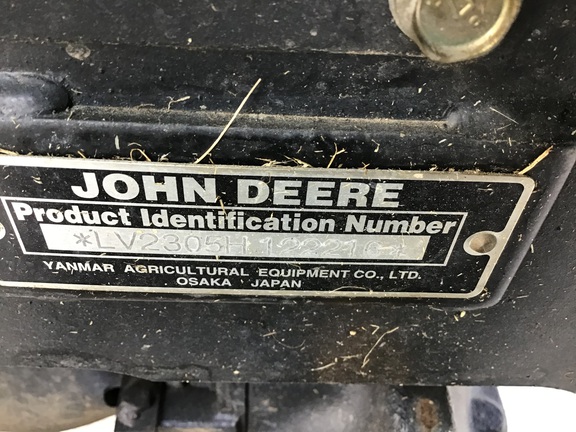 JOHN DEERE
Product Identification Number
*LV2305H
YANMAR AGRICULTURAL EQUIPMENT CO., LTD.
OSAKA JAPAN